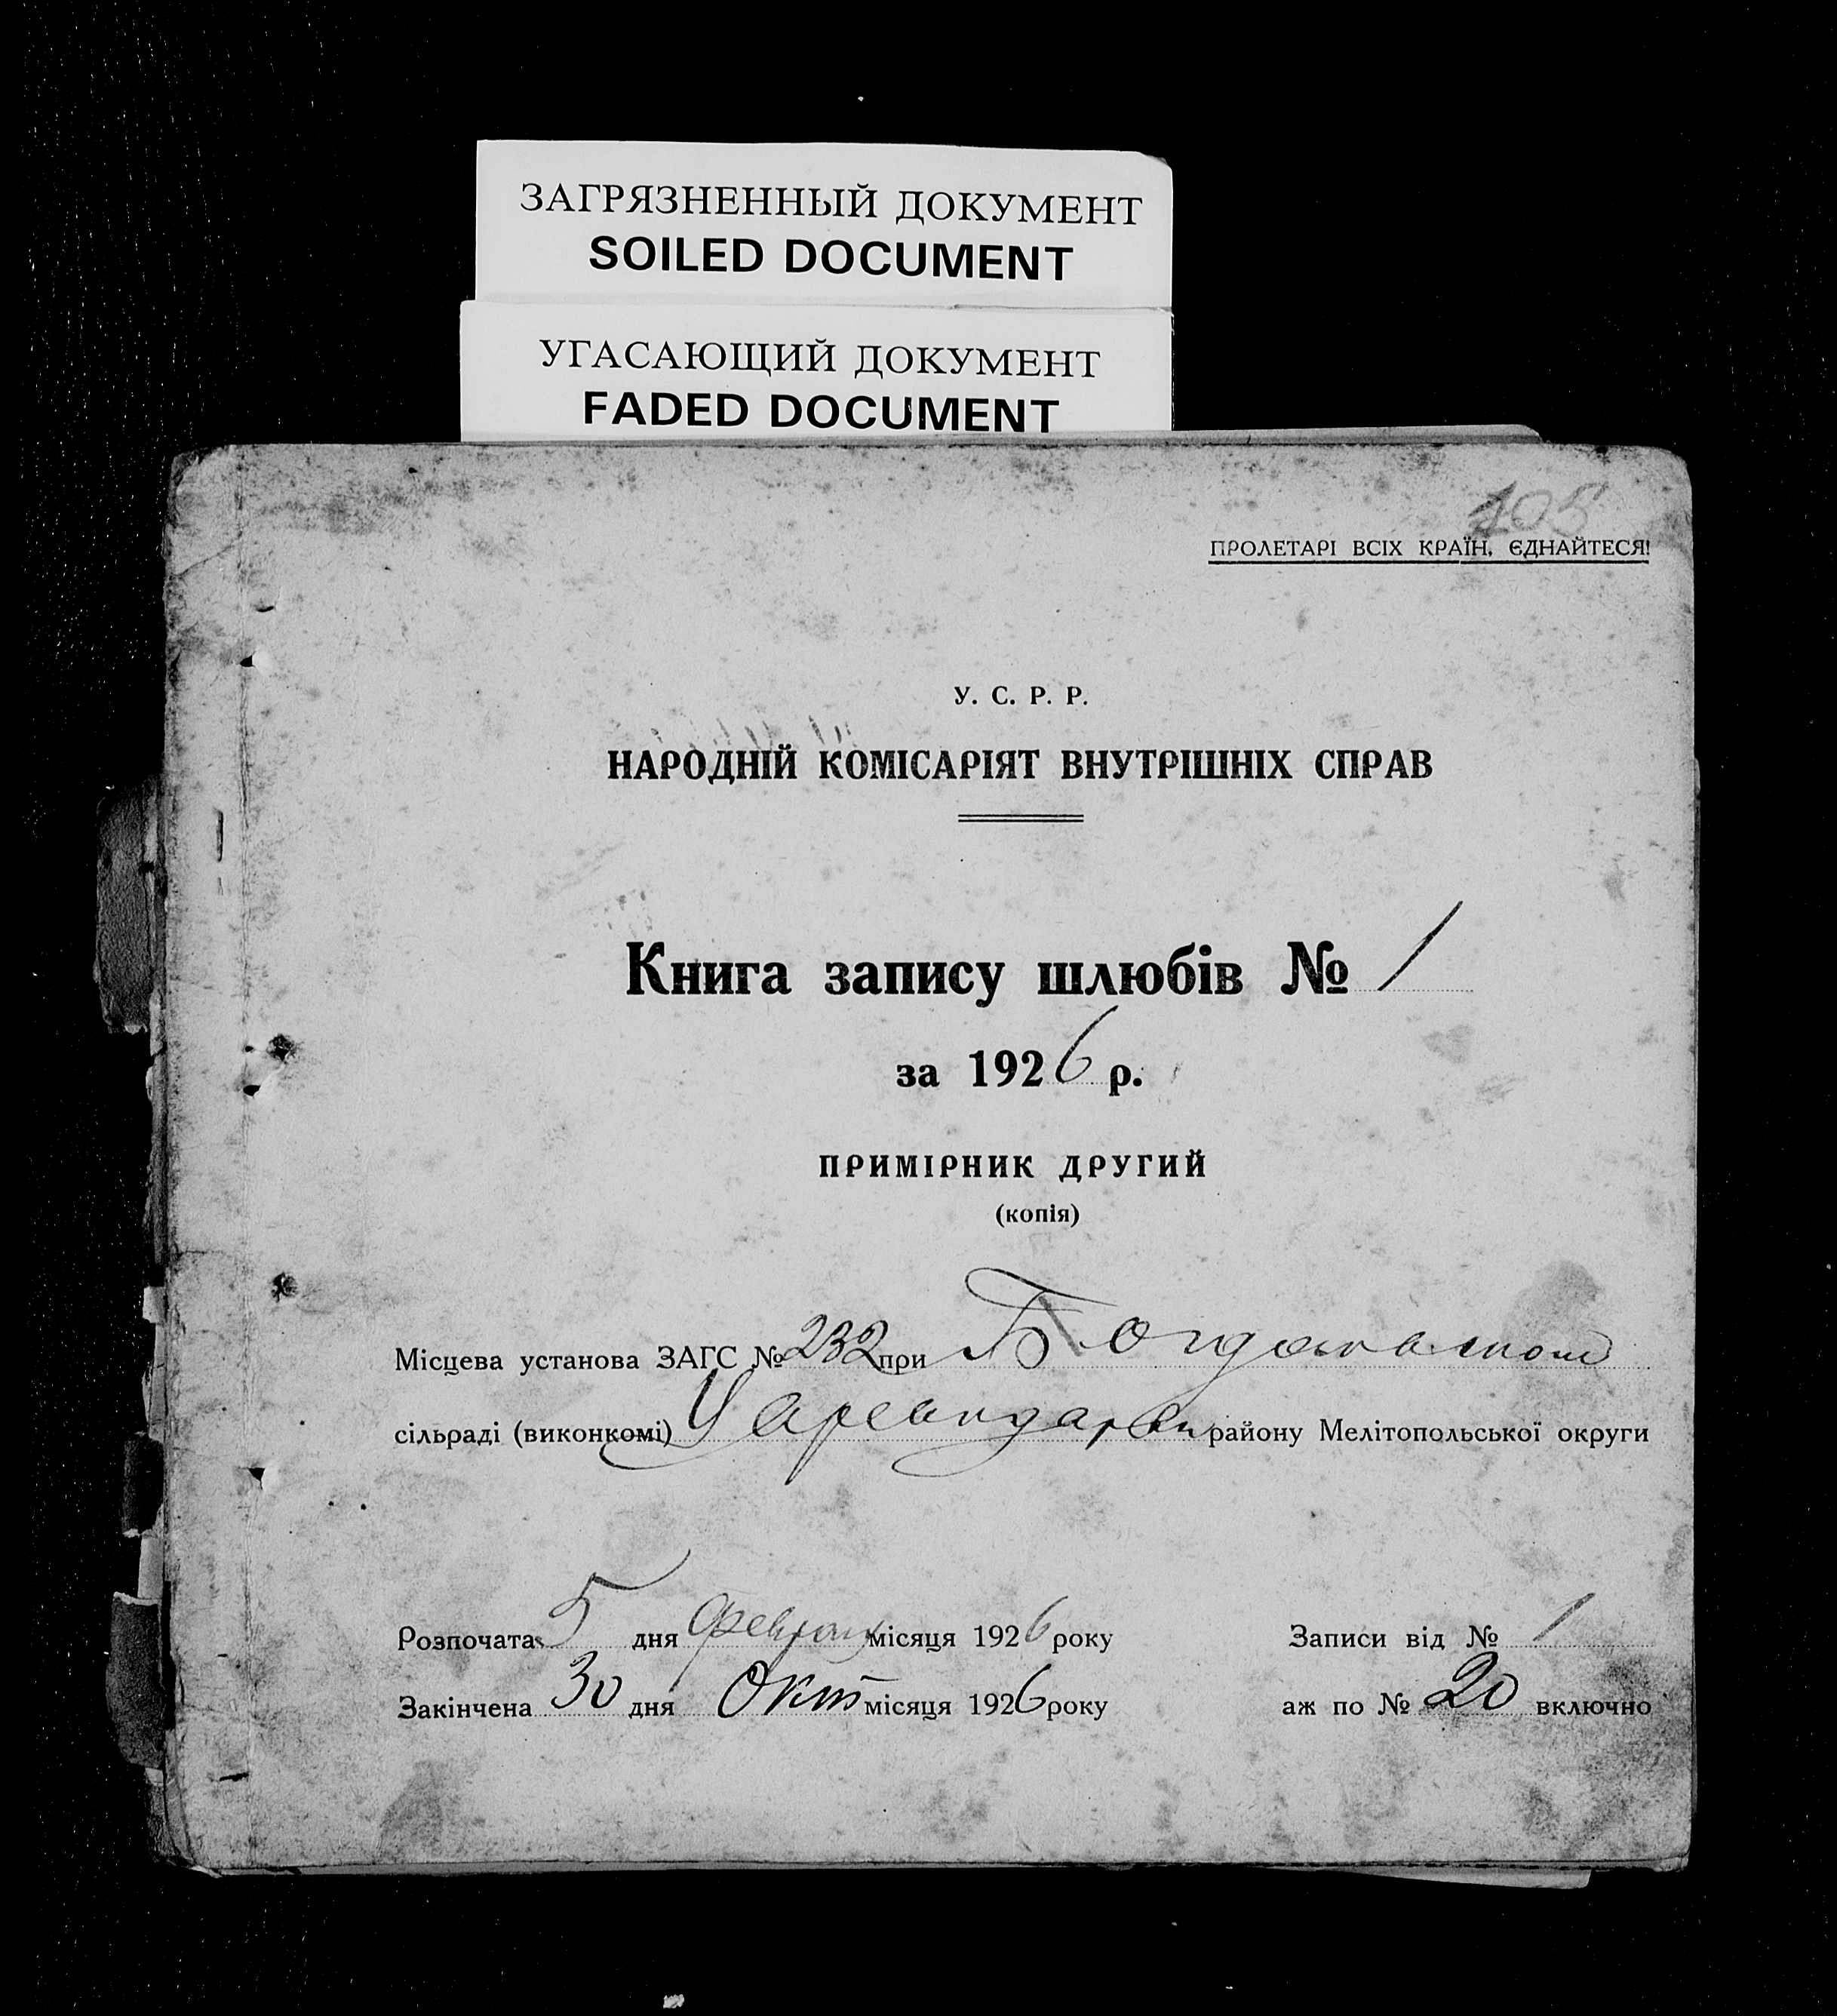 ЗАГРЯЗНЕННЫЙ ДОКУМЕНТ
SOILED DOCUMENT
УГАСАЮЩИЙ ДОКУМЕНТ
FADED DOCUMENT
105
ПРОЛЕТАРІ ВСІХ КРАЇН, ЄДНАЙТЕСЯ!
У. С. Р. Р.
НАРОДНІЙ КОМІСАРІЯТ ВНУТРІШНІХ СПРАВ
Книга запису шлюбів № 1
за 1926 р.
ПРИМІРНИК ДРУГИЙ
(копія)
Місцева установа ЗАГС № 232 при
сільраді (виконкомі) району Мелітопольської округи
Розпочата 5 дня февраля місяця 1926 року Записи від № 1
Закінчена 30 дня Окт місяця 1926 року аж по № 20 включно